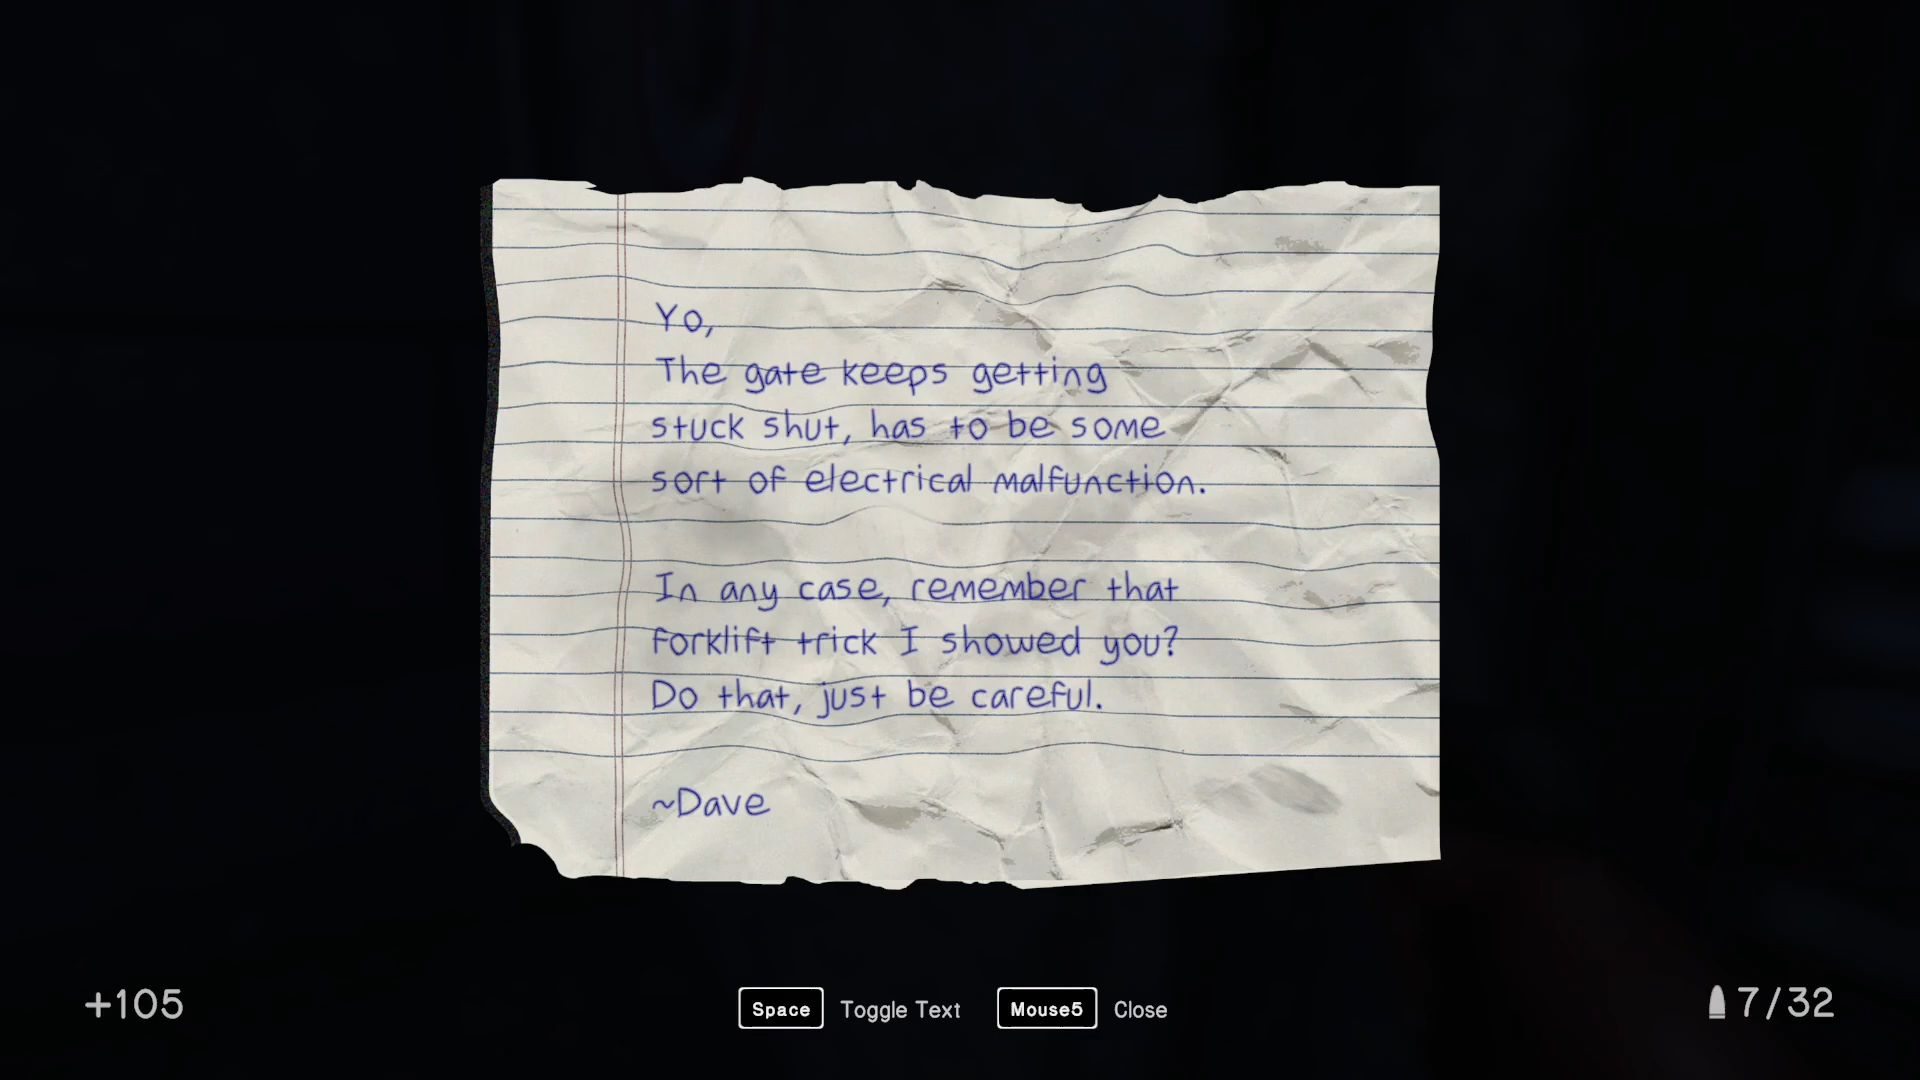 Yo,
The gate keeps getting
stuck shut, has to be some
sort of electrical malfunction.
In any case, remember that
forklift trick I showed you?
Do that, just be careful.
~Dave
+105
Space Toggle Text Mouse5 Close
7/32